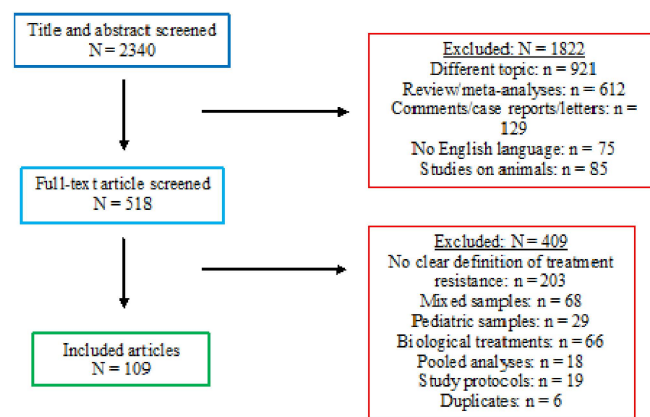 Title and abstract screened
N = 2340
Excluded: N = 1822
Different topic: n = 921
Review/meta-analyses: n = 612
Comments/case reports/letters: n =
129
No English language: n = 75
Studies on animals: n = 85
Full-text article screened
N = 518
Excluded: N = 409
No clear definition of treatment
resistance: n = 203
Mixed samples: n = 68
Pediatric samples: n = 29
Biological treatments: n = 66
Pooled analyses: n = 18
Study protocols: n = 19
Duplicates: n = 6
Included articles
N = 109